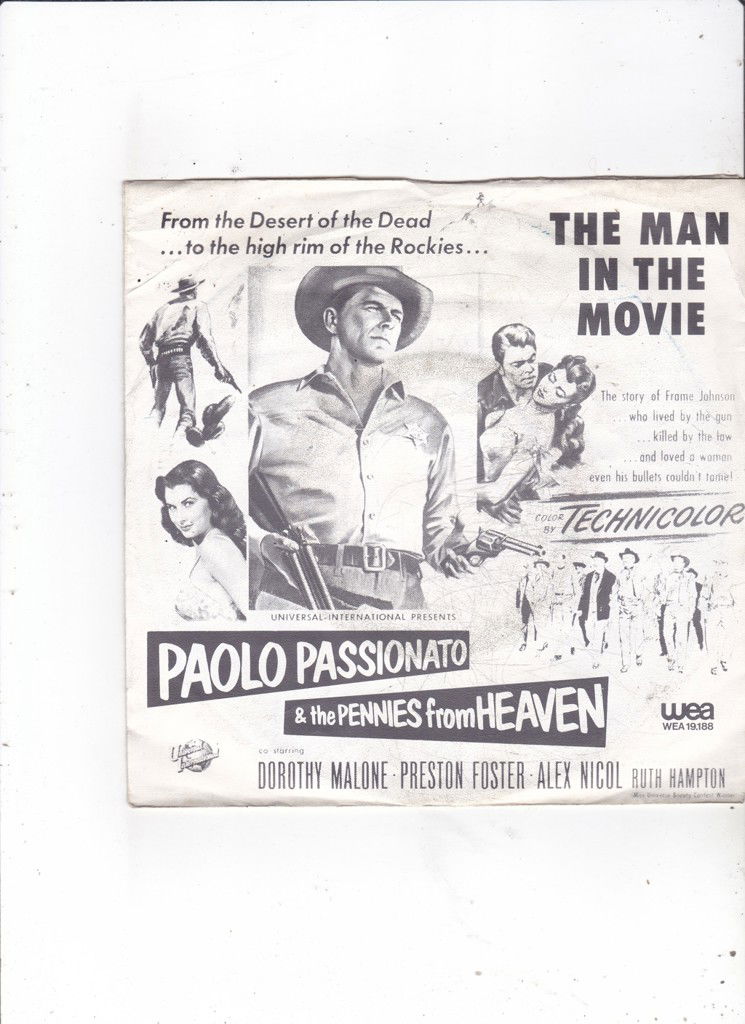 From the Desert of the Dead
...to the high rim of the Rockies...
THE MAN
IN THE
MOVIE
The story of Frame Johnson
...who lived by the gun
...killed by the law
...and loved a woman
even his bullets couldn't tame!
COLOR BY TECHNICOLOR
UNIVERSAL-INTERNATIONAL PRESENTS
PAOLO PASSIONATO
& the PENNIES from HEAVEN
wea
WEA 19.188
Universal International
co starring
DOROTHY MALONE · PRESTON FOSTER · ALEX NICOL RUTH HAMPTON